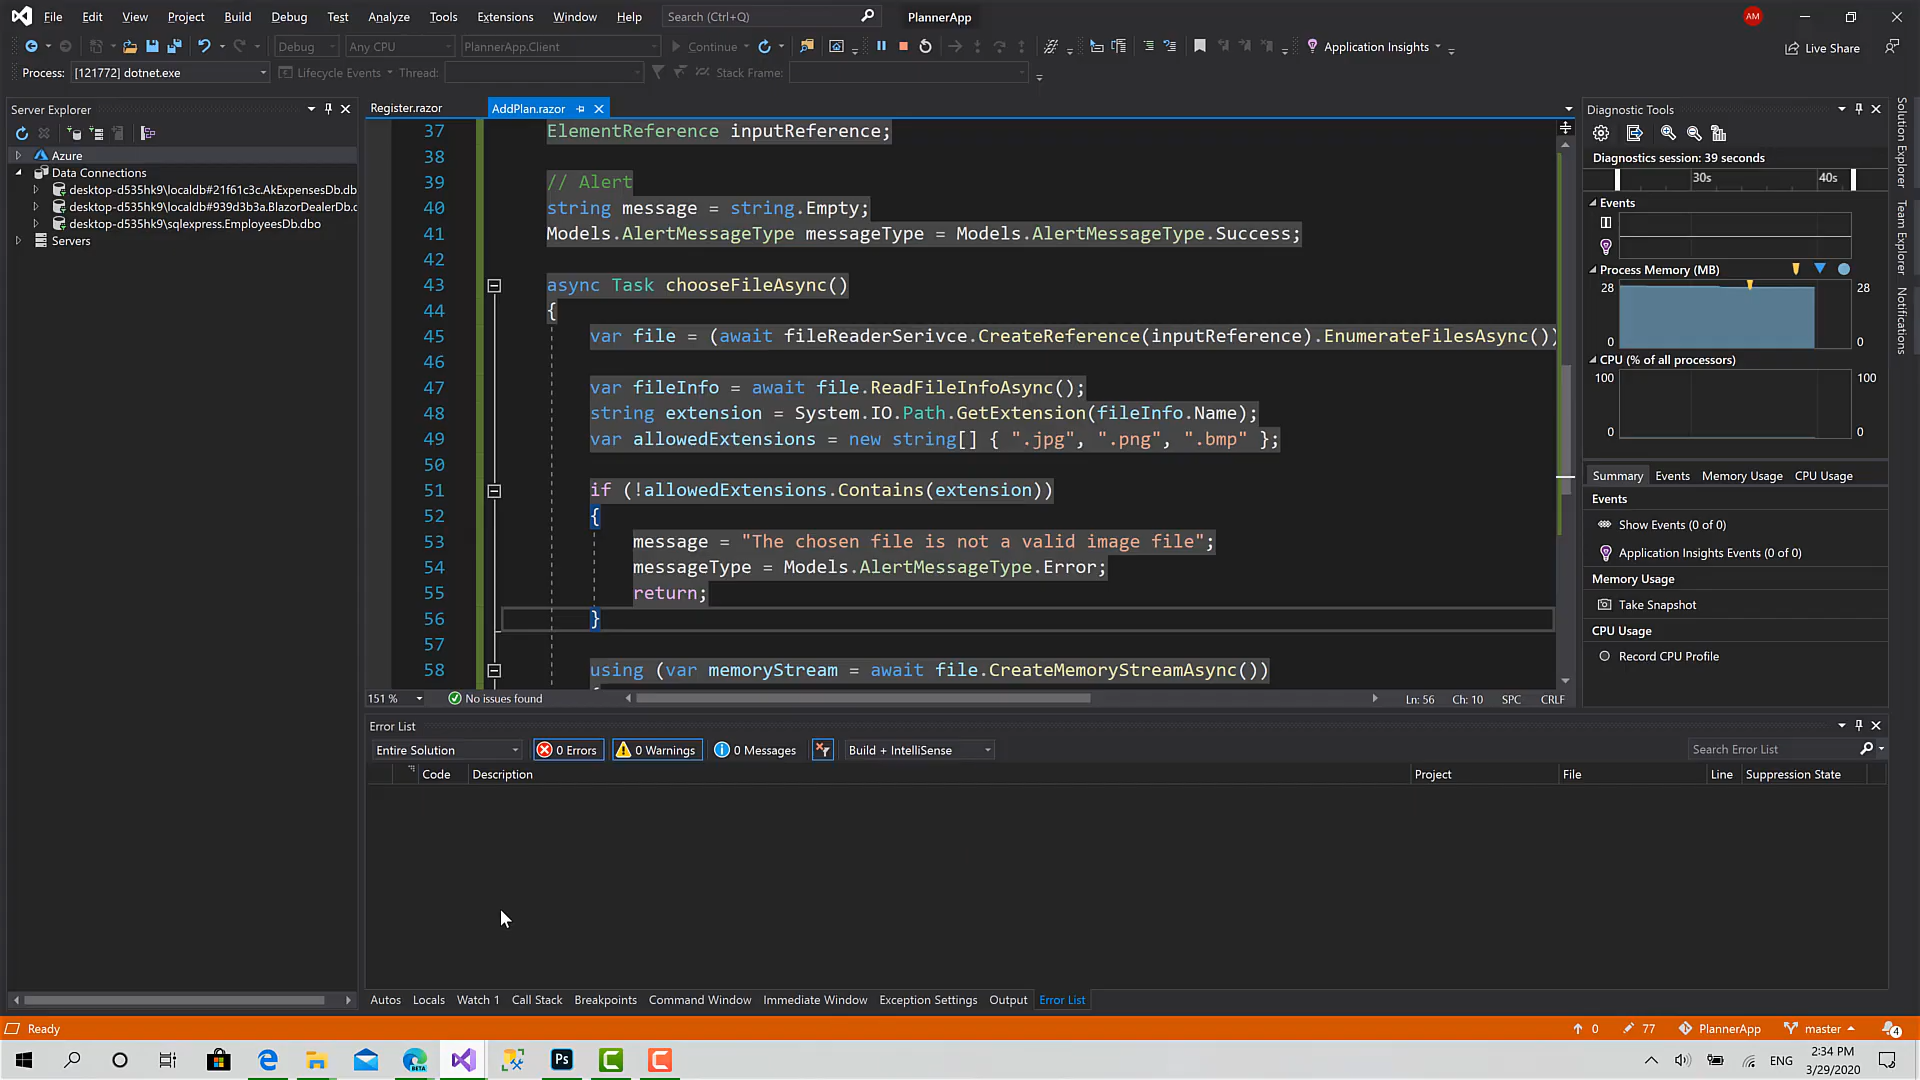 File Edit View Project Build Debug Test Analyze Tools Extensions Window Help Search (Ctrl+Q) PlannerApp AM
Debug Any CPU PlannerApp.Client Continue Application Insights Live Share
Process: [121772] dotnet.exe Lifecycle Events Thread: Stack Frame:
Server Explorer
Azure
Data Connections
desktop-d535hk9\localdb#21f61c3c.AkExpensesDb.db
desktop-d535hk9\localdb#939d3b3a.BlazorDealerDb.d
desktop-d535hk9\sqlexpress.EmployeesDb.dbo
Servers
Register.razor AddPlan.razor
37 ElementReference inputReference;
38
39 // Alert
40 string message = string.Empty;
41 Models.AlertMessageType messageType = Models.AlertMessageType.Success;
42
43 async Task chooseFileAsync()
44 {
45 var file = (await fileReaderSerivce.CreateReference(inputReference).EnumerateFilesAsync())
46
47 var fileInfo = await file.ReadFileInfoAsync();
48 string extension = System.IO.Path.GetExtension(fileInfo.Name);
49 var allowedExtensions = new string[] { ".jpg", ".png", ".bmp" };
50
51 if (!allowedExtensions.Contains(extension))
52 {
53 message = "The chosen file is not a valid image file";
54 messageType = Models.AlertMessageType.Error;
55 return;
56 }
57
58 using (var memoryStream = await file.CreateMemoryStreamAsync())
151 % No issues found Ln: 56 Ch: 10 SPC CRLF
Diagnostic Tools
Diagnostics session: 39 seconds
30s 40s
Events
Process Memory (MB)
28 28
0 0
CPU (% of all processors)
100 100
0 0
Summary Events Memory Usage CPU Usage
Events
Show Events (0 of 0)
Application Insights Events (0 of 0)
Memory Usage
Take Snapshot
CPU Usage
Record CPU Profile
Solution Explorer
Team Explorer
Notifications
Error List
Entire Solution 0 Errors 0 Warnings 0 Messages Build + IntelliSense Search Error List
Code Description Project File Line Suppression State
Autos Locals Watch 1 Call Stack Breakpoints Command Window Immediate Window Exception Settings Output Error List
Ready 0 77 PlannerApp master 4
BETA Ps ENG 2:34 PM
3/29/2020